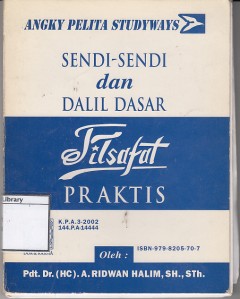 ANGKY PELITA STUDYWAYS
SENDI-SENDI
dan
DALIL DASAR
Filsafat
PRAKTIS
Library
K.P.A.3-2002
144.P.A-14444
ISBN-979-8205-70-7
Oleh :
Pdt. Dr. (HC). A. RIDWAN HALIM, SH., STh.